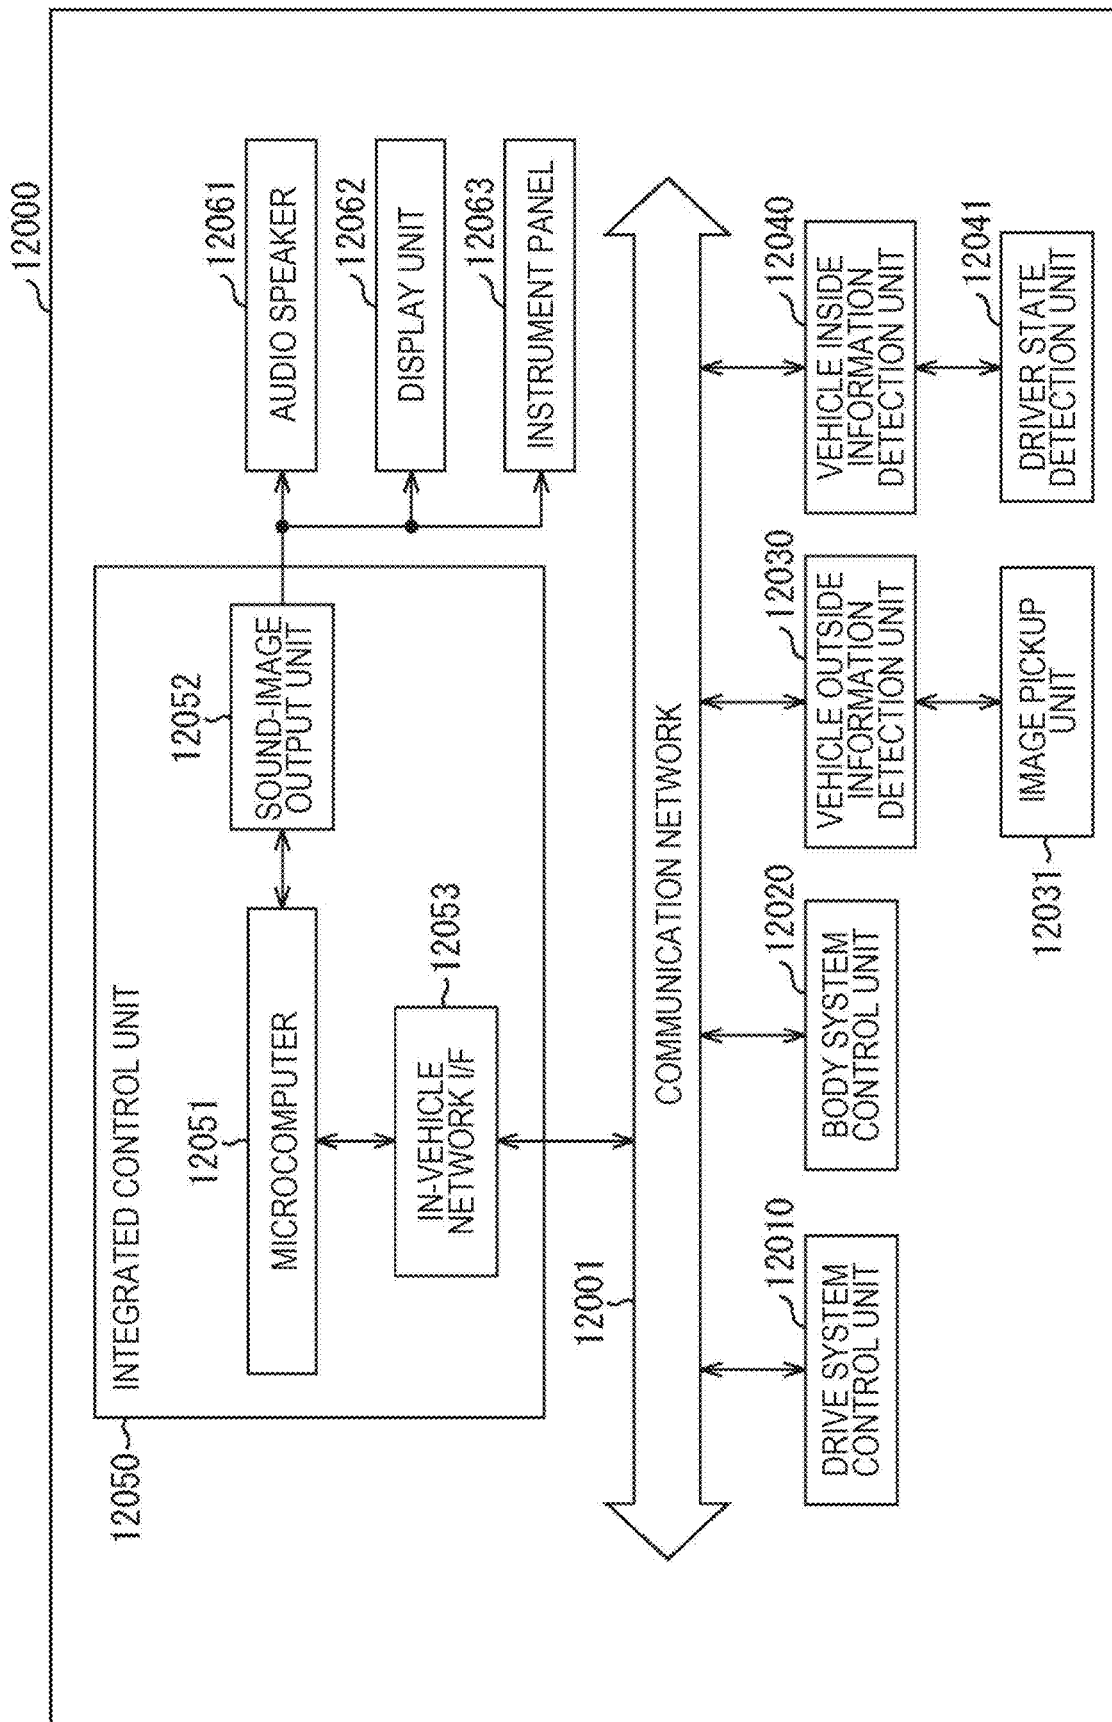 12000
12050
INTEGRATED CONTROL UNIT
12051
MICROCOMPUTER
12052
SOUND-IMAGE
OUTPUT UNIT
12053
IN-VEHICLE
NETWORK I/F
12061
AUDIO SPEAKER
12062
DISPLAY UNIT
12063
INSTRUMENT PANEL
12001
COMMUNICATION NETWORK
12010
DRIVE SYSTEM
CONTROL UNIT
12020
BODY SYSTEM
CONTROL UNIT
12030
VEHICLE OUTSIDE
INFORMATION
DETECTION UNIT
12040
VEHICLE INSIDE
INFORMATION
DETECTION UNIT
12031
IMAGE PICKUP
UNIT
12041
DRIVER STATE
DETECTION UNIT